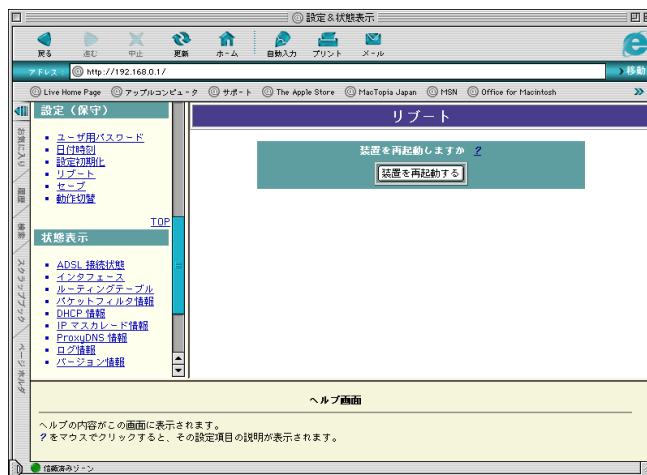 設定＆状態表示
戻る 進む 中止 更新 ホーム 自動入力 プリント メール
アドレス http://192.168.0.1/ 移動
Live Home Page アップルコンピュータ サポート The Apple Store MacTopia Japan MSN Office for Macintosh
お気に入り
履歴
検索
スクラップブック
ページ ホルダ
設定（保守）
ユーザ用パスワード
日付時刻
設定初期化
リブート
セーブ
動作切替
TOP
状態表示
ADSL 接続状態
インタフェース
ルーティングテーブル
パケットフィルタ情報
DHCP 情報
IP マスカレード情報
ProxyDNS 情報
ログ情報
バージョン情報
リブート
装置を再起動しますか ?
装置を再起動する
ヘルプ画面
ヘルプの内容がこの画面に表示されます。
?をマウスでクリックすると、その設定項目の説明が表示されます。
信頼済みゾーン